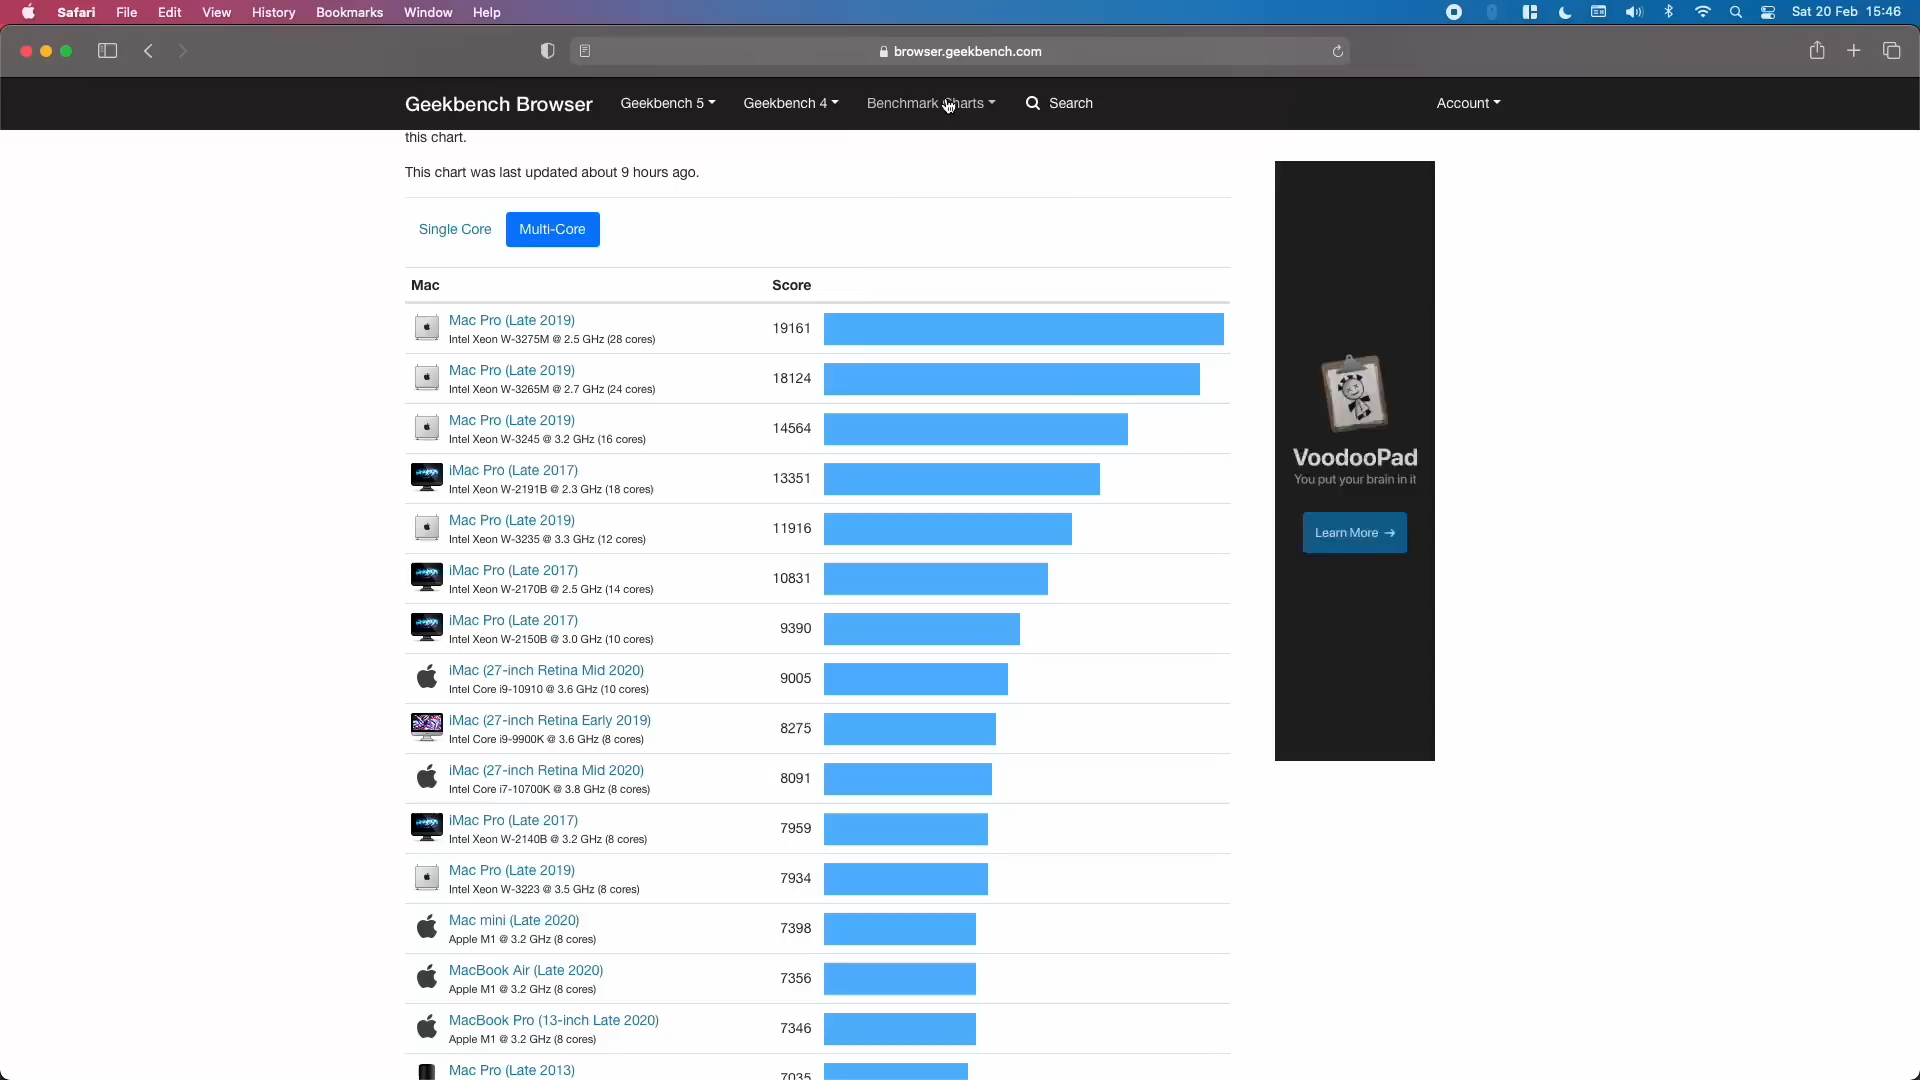 Safari File Edit View History Bookmarks Window Help Sat 20 Feb 15:46
browser.geekbench.com
Geekbench Browser Geekbench 5 Geekbench 4 Benchmark Charts Search Account
this chart.
This chart was last updated about 9 hours ago.
Single Core Multi-Core
Mac Score
Mac Pro (Late 2019)
Intel Xeon W-3275M @ 2.5 GHz (28 cores)
19161
Mac Pro (Late 2019)
Intel Xeon W-3265M @ 2.7 GHz (24 cores)
18124
Mac Pro (Late 2019)
Intel Xeon W-3245 @ 3.2 GHz (16 cores)
14564
iMac Pro (Late 2017)
Intel Xeon W-2191B @ 2.3 GHz (18 cores)
13351
Mac Pro (Late 2019)
Intel Xeon W-3235 @ 3.3 GHz (12 cores)
11916
iMac Pro (Late 2017)
Intel Xeon W-2170B @ 2.5 GHz (14 cores)
10831
iMac Pro (Late 2017)
Intel Xeon W-2150B @ 3.0 GHz (10 cores)
9390
iMac (27-inch Retina Mid 2020)
Intel Core i9-10910 @ 3.6 GHz (10 cores)
9005
iMac (27-inch Retina Early 2019)
Intel Core i9-9900K @ 3.6 GHz (8 cores)
8275
iMac (27-inch Retina Mid 2020)
Intel Core i7-10700K @ 3.8 GHz (8 cores)
8091
iMac Pro (Late 2017)
Intel Xeon W-2140B @ 3.2 GHz (8 cores)
7959
Mac Pro (Late 2019)
Intel Xeon W-3223 @ 3.5 GHz (8 cores)
7934
Mac mini (Late 2020)
Apple M1 @ 3.2 GHz (8 cores)
7398
MacBook Air (Late 2020)
Apple M1 @ 3.2 GHz (8 cores)
7356
MacBook Pro (13-inch Late 2020)
Apple M1 @ 3.2 GHz (8 cores)
7346
Mac Pro (Late 2013)
7035
VoodooPad
You put your brain in it
Learn More →